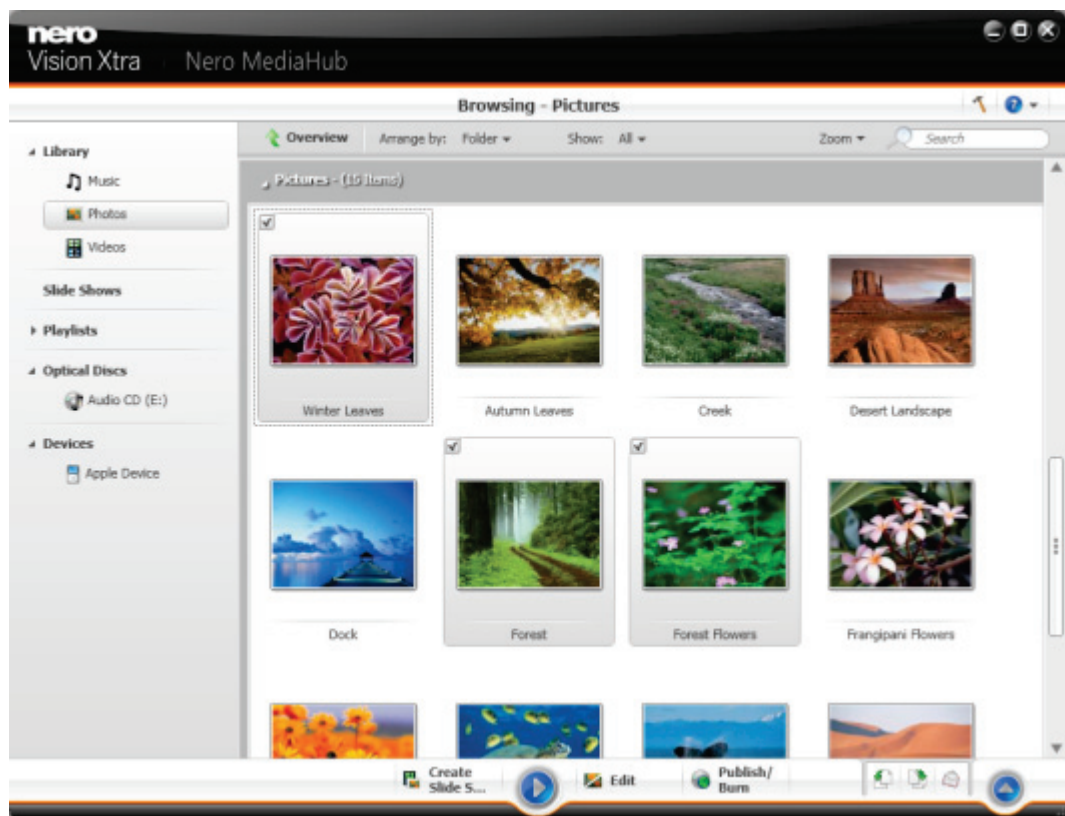 nero
Vision Xtra Nero MediaHub
Browsing - Pictures
Overview Arrange by: Folder Show: All Zoom Search
Library
Music
Photos
Videos
Slide Shows
Playlists
Optical Discs
Audio CD (E:)
Devices
Apple Device
Pictures - (15 Items)
Winter Leaves Autumn Leaves Creek Desert Landscape
Dock Forest Forest Flowers Frangipani Flowers
Create
Slide S...
Edit
Publish/
Burn